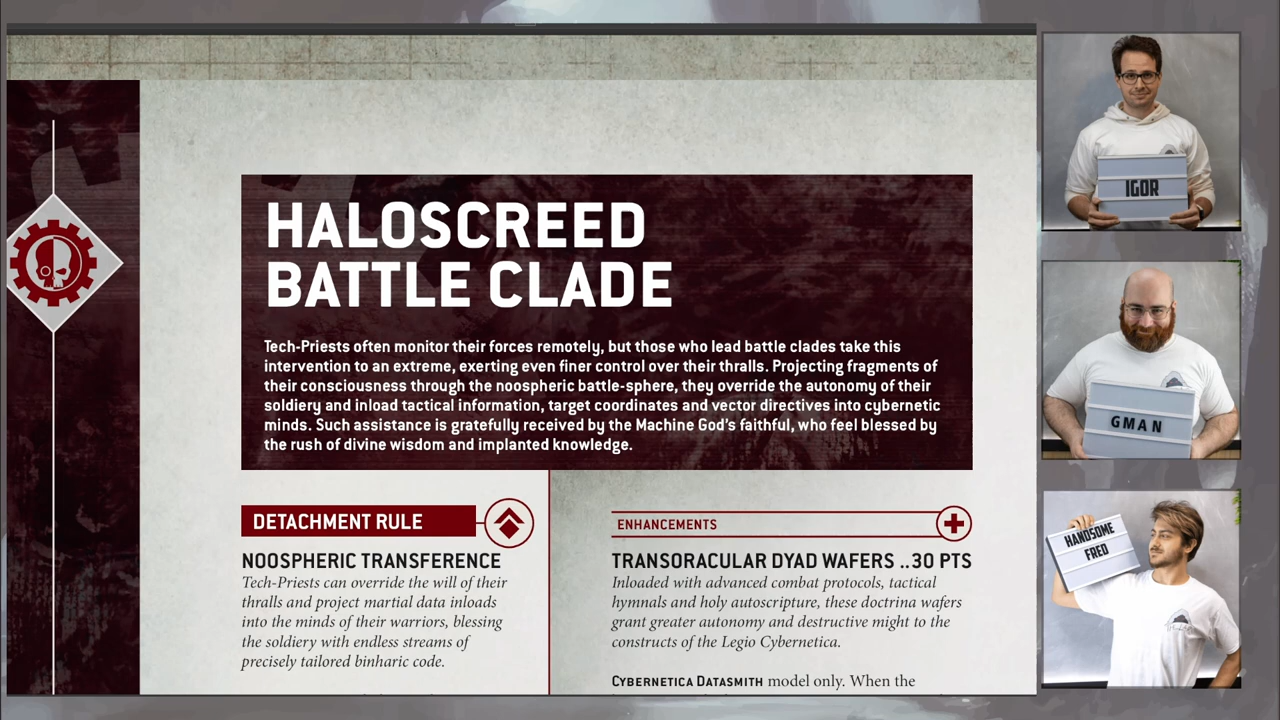 HALOSCREED
BATTLE CLADE
Tech-Priests often monitor their forces remotely, but those who lead battle clades take this
intervention to an extreme, exerting even finer control over their thralls. Projecting fragments of
their consciousness through the noospheric battle-sphere, they override the autonomy of their
soldiery and inload tactical information, target coordinates and vector directives into cybernetic
minds. Such assistance is gratefully received by the Machine God's faithful, who feel blessed by
the rush of divine wisdom and implanted knowledge.
DETACHMENT RULE
NOOSPHERIC TRANSFERENCE
Tech-Priests can override the will of their
thralls and project martial data inloads
into the minds of their warriors, blessing
the soldiery with endless streams of
precisely tailored binharic code.
ENHANCEMENTS
TRANSORACULAR DYAD WAFERS ..30 PTS
Inloaded with advanced combat protocols, tactical
hymnals and holy autoscripture, these doctrina wafers
grant greater autonomy and destructive might to the
constructs of the Legio Cybernetica.
CYBERNETICA DATASMITH model only. When the
IGOR
GMAN
HANDSOME
FRED